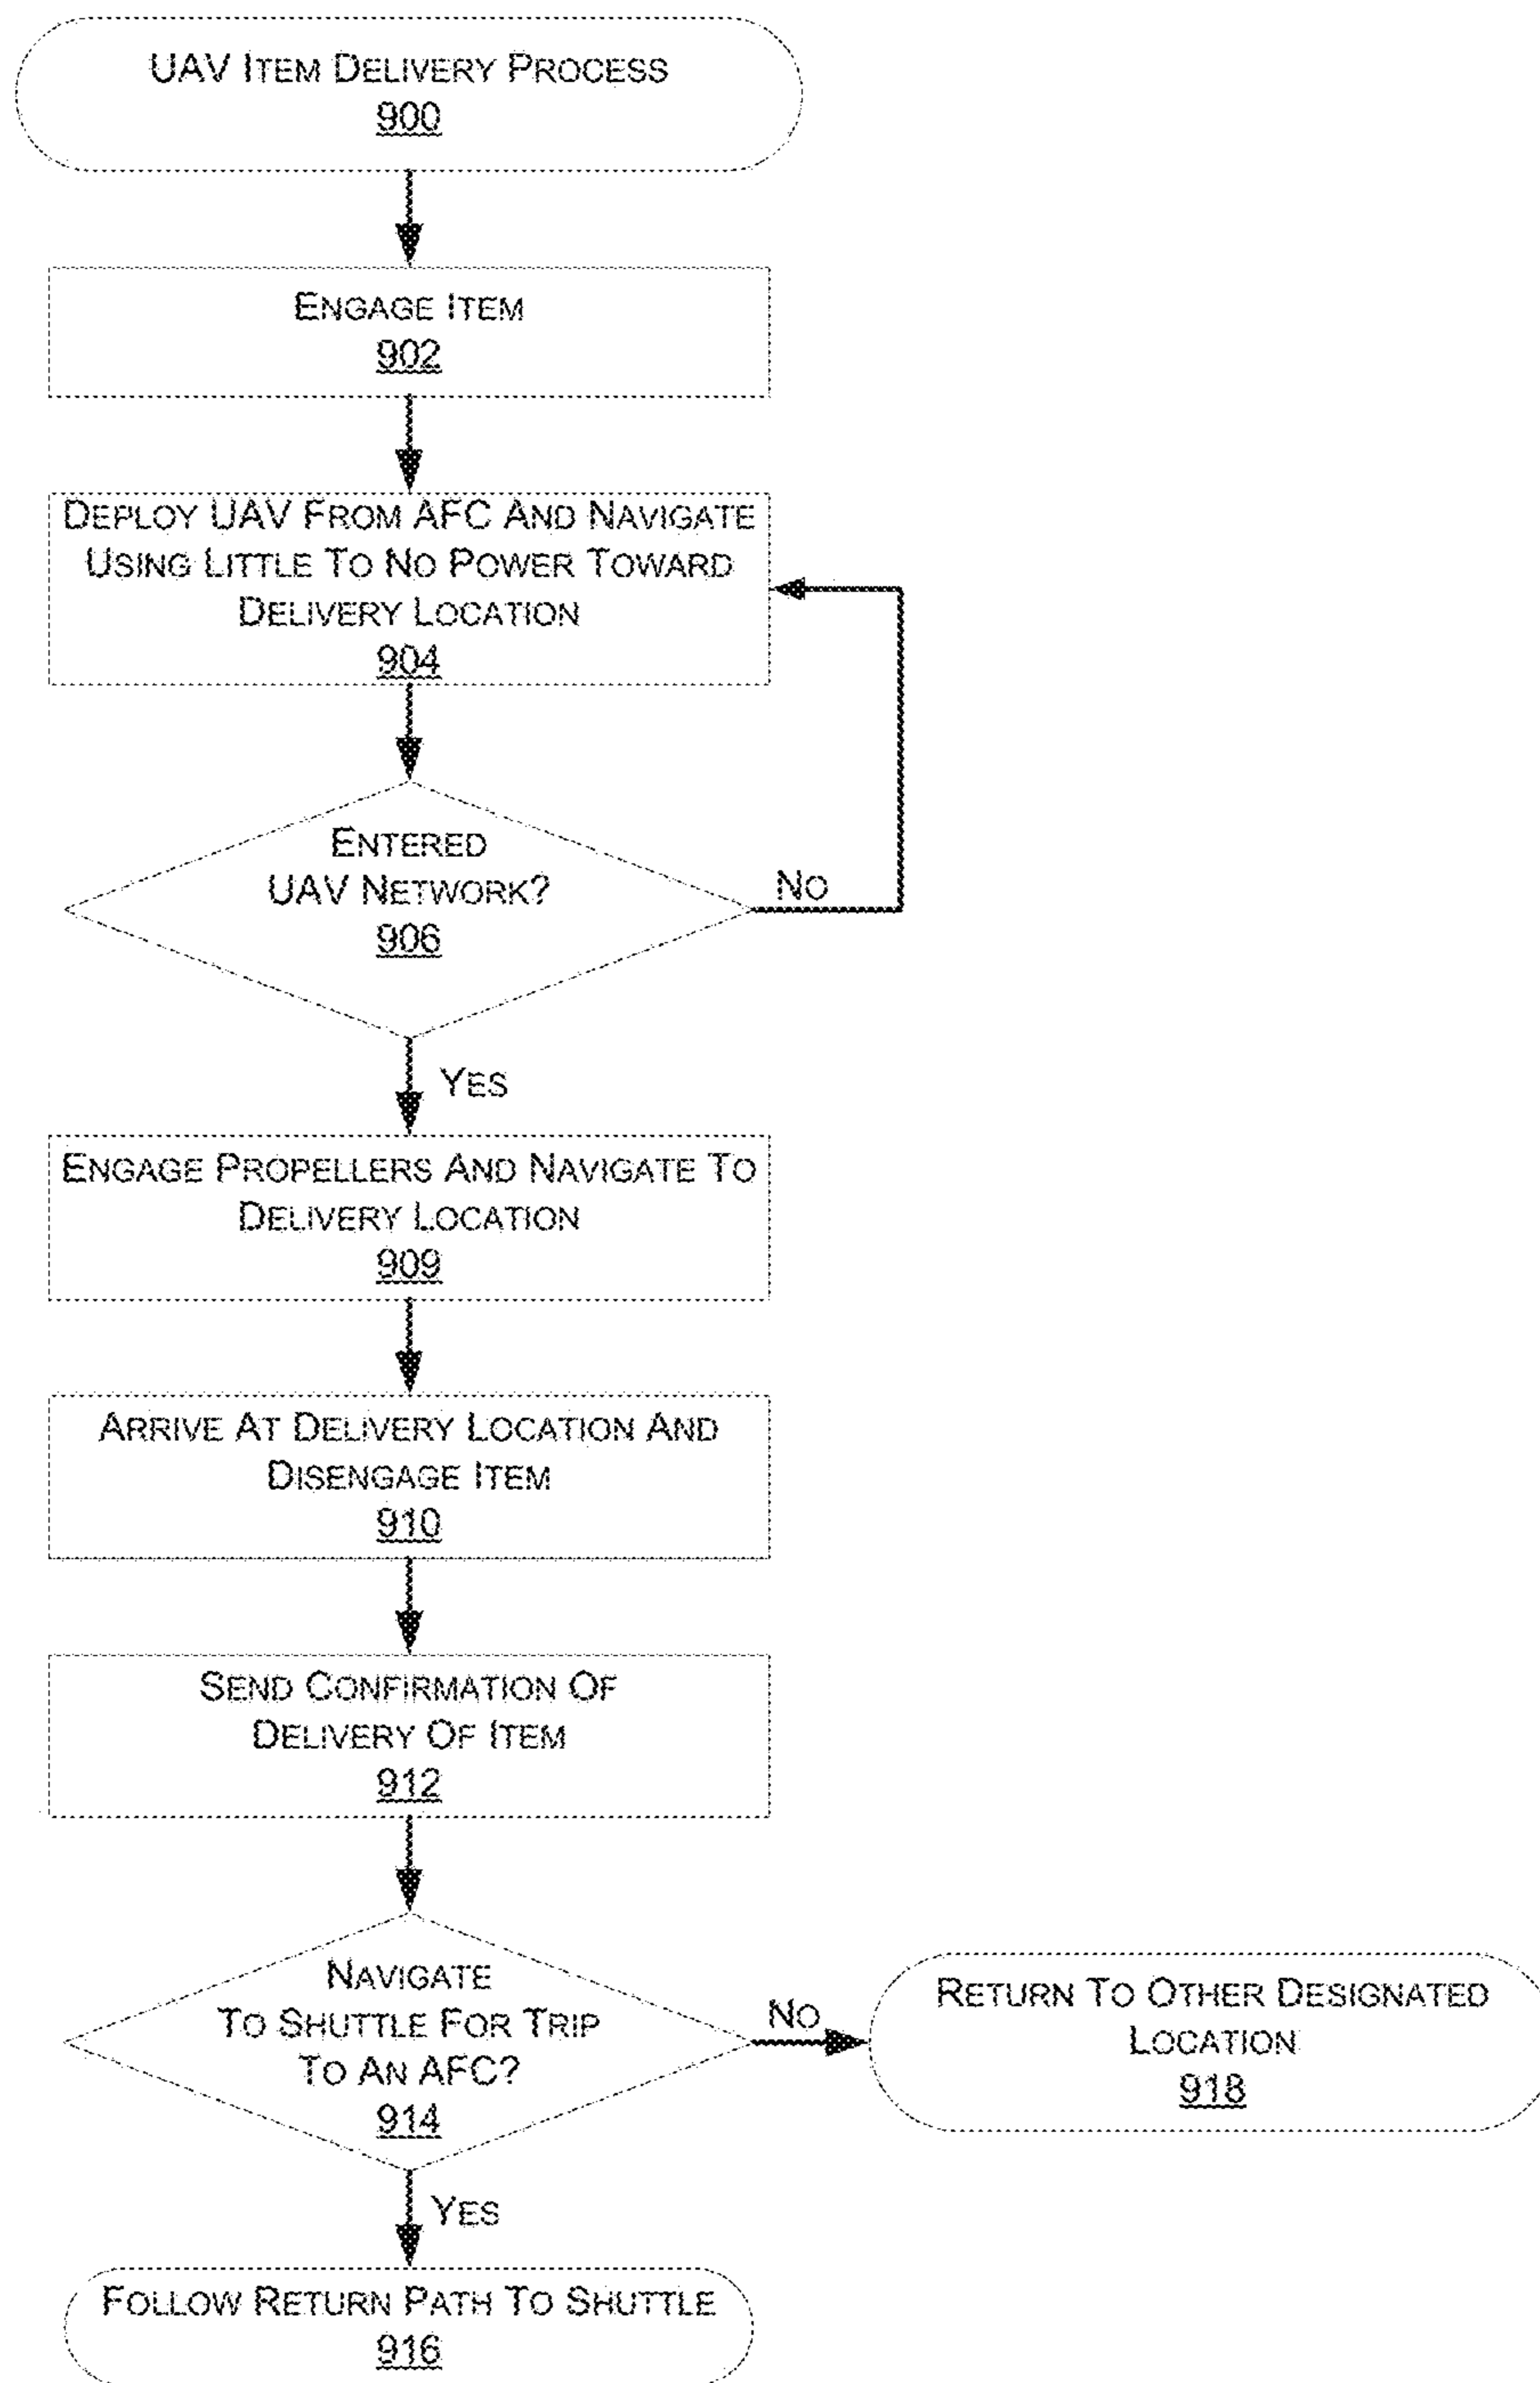 UAV ITEM DELIVERY PROCESS
900
ENGAGE ITEM
902
DEPLOY UAV FROM AFC AND NAVIGATE
USING LITTLE TO NO POWER TOWARD
DELIVERY LOCATION
904
ENTERED
UAV NETWORK?
906
NO
YES
ENGAGE PROPELLERS AND NAVIGATE TO
DELIVERY LOCATION
909
ARRIVE AT DELIVERY LOCATION AND
DISENGAGE ITEM
910
SEND CONFIRMATION OF
DELIVERY OF ITEM
912
NAVIGATE
TO SHUTTLE FOR TRIP
TO AN AFC?
914
NO
RETURN TO OTHER DESIGNATED
LOCATION
918
YES
FOLLOW RETURN PATH TO SHUTTLE
916